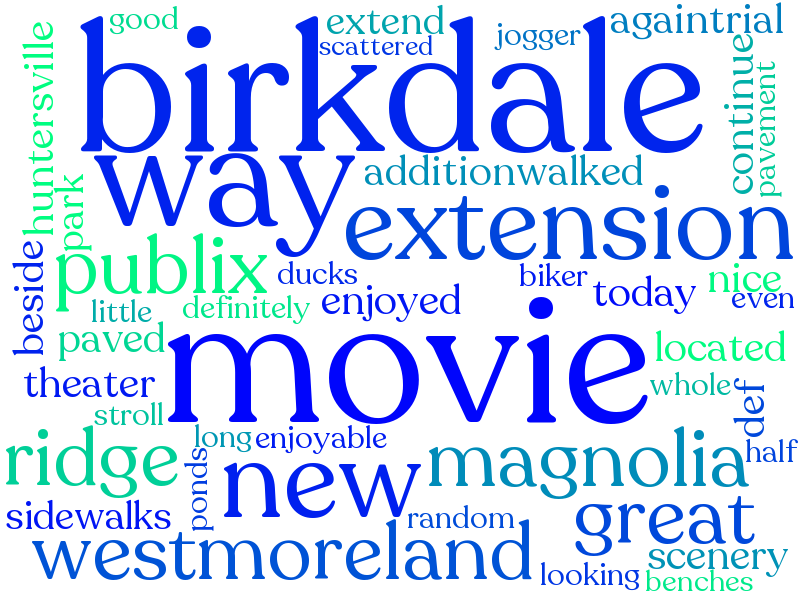 good
extend
scattered
jogger
againtrial
birkdale
huntersville
continue
pavement
way
additionwalked
park
extension
publix
beside
ducks
biker
today
nice
even
little
definitely
enjoyed
movie
paved
located
theater
whole
def
stroll
long
enjoyable
half
ridge
ponds
new
magnolia
sidewalks
random
great
westmoreland
scenery
looking
benches